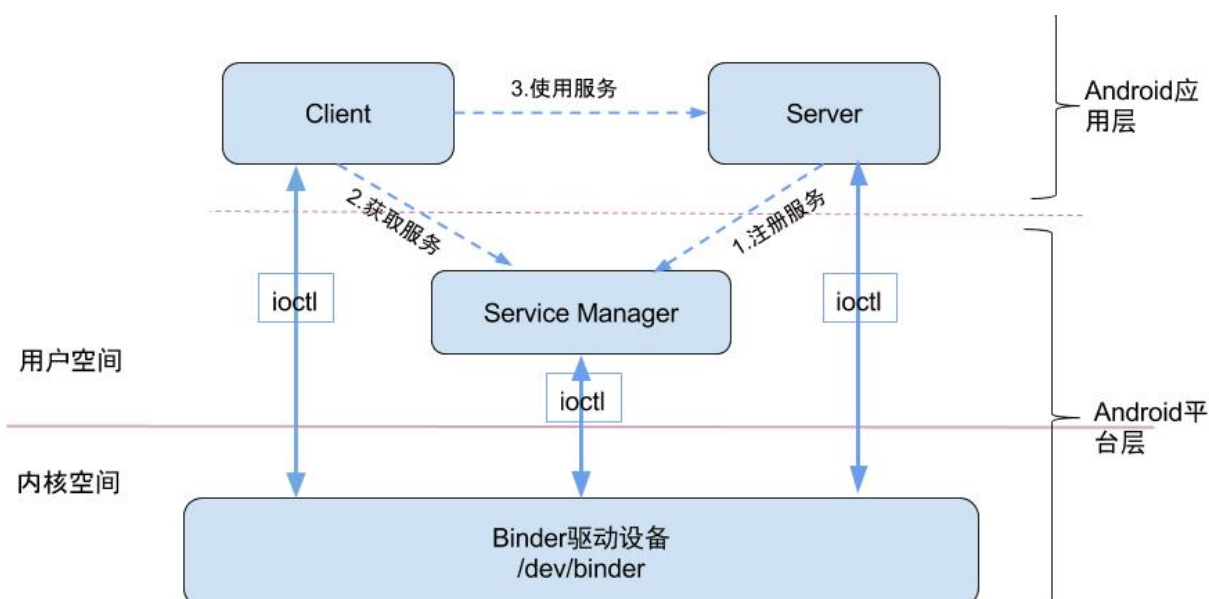 3.使用服务
Client
Server
Android应
用层
2.获取服务
1.注册服务
ioctl
ioctl
Service Manager
用户空间
ioctl
Android平
台层
内核空间
Binder驱动设备
/dev/binder